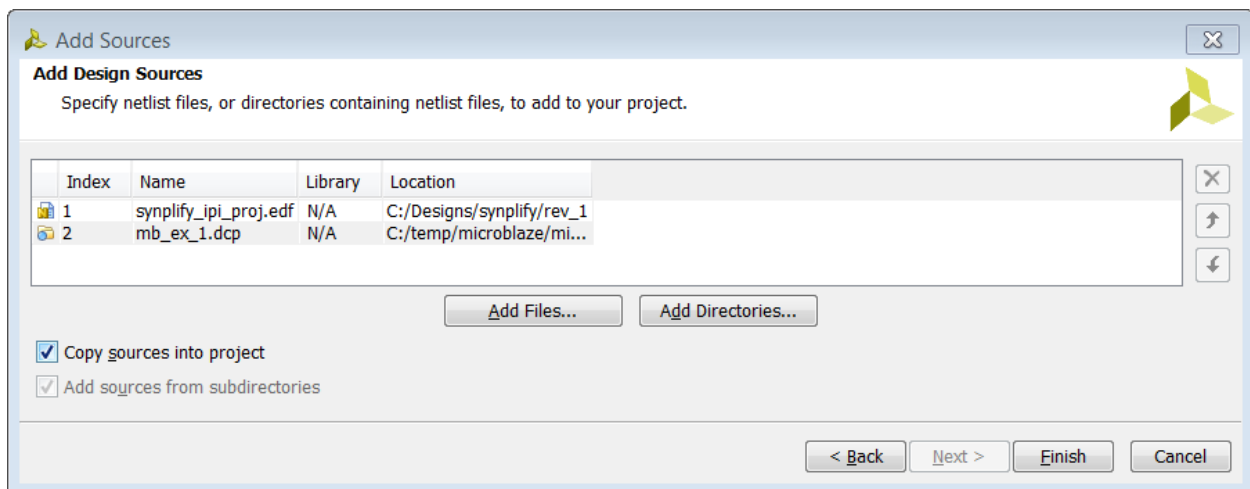 Add Sources
Add Design Sources
Specify netlist files, or directories containing netlist files, to add to your project.
Index Name Library Location
1 synplify_ipi_proj.edf N/A C:/Designs/synplify/rev_1
2 mb_ex_1.dcp N/A C:/temp/microblaze/mi...
Add Files... Add Directories...
Copy sources into project
Add sources from subdirectories
< Back Next > Finish Cancel